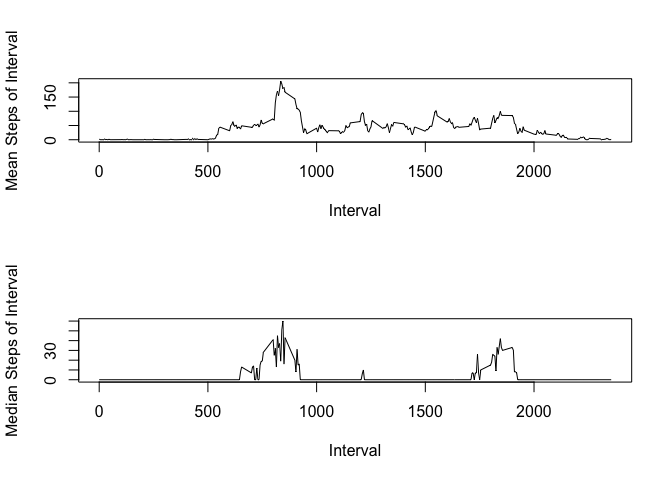 Mean Steps of Interval
150
0
0 500 1000 1500 2000
Interval
Median Steps of Interval
30
0
0 500 1000 1500 2000
Interval